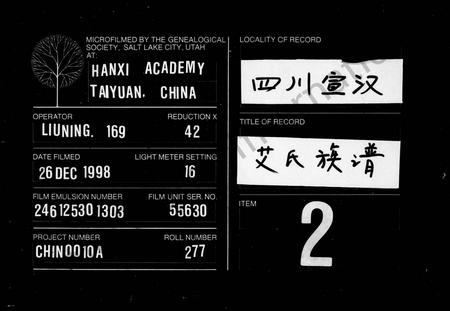 MICROFILMED BY THE GENEALOGICAL
SOCIETY, SALT LAKE CITY, UTAH
AT:
HANXI ACADEMY
TAIYUAN, CHINA
OPERATOR
REDUCTION X
LIUNING. 169
42
DATE FILMED
LIGHT METER SETTING
26 DEC 1998
16
FILM EMULSION NUMBER
FILM UNIT SER. NO.
246 12530 1303
55630
PROJECT NUMBER
ROLL NUMBER
CHIN0010A
277
LOCALITY OF RECORD
四川宣汉
TITLE OF RECORD
艾氏族谱
ITEM
2